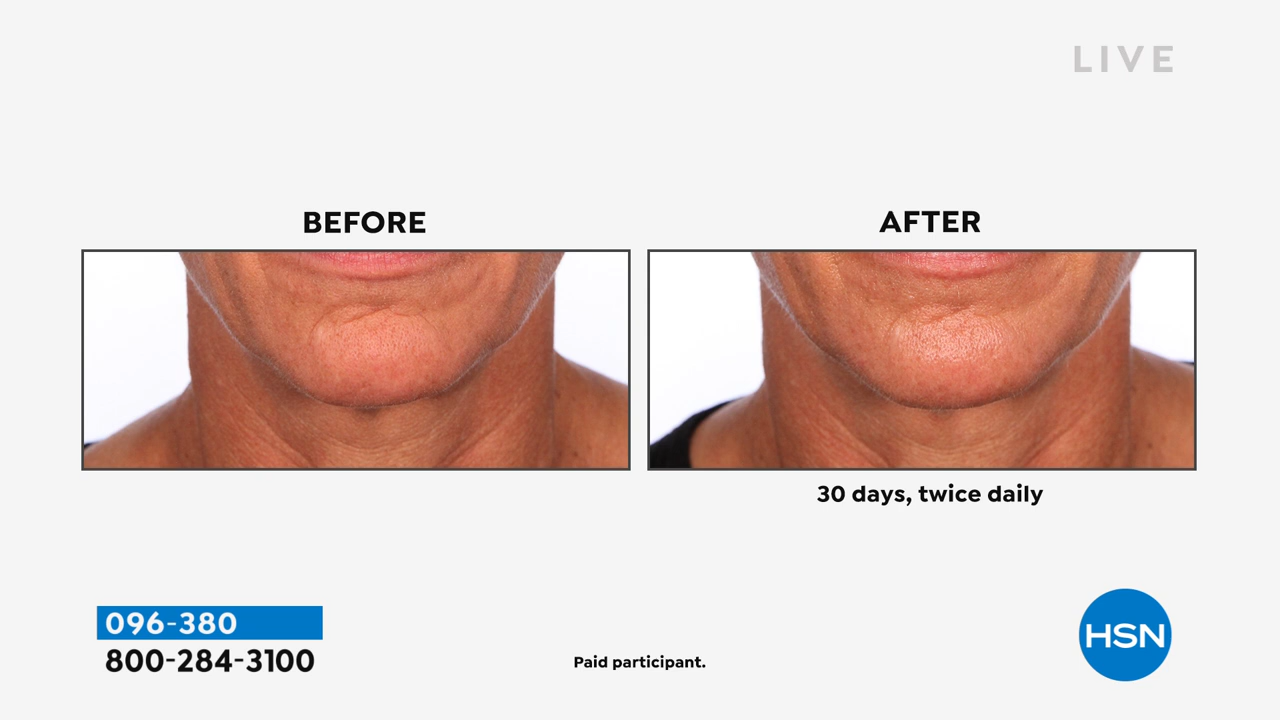 LIVE
BEFORE
AFTER
30 days, twice daily
096-380
800-284-3100
Paid participant.
HSN